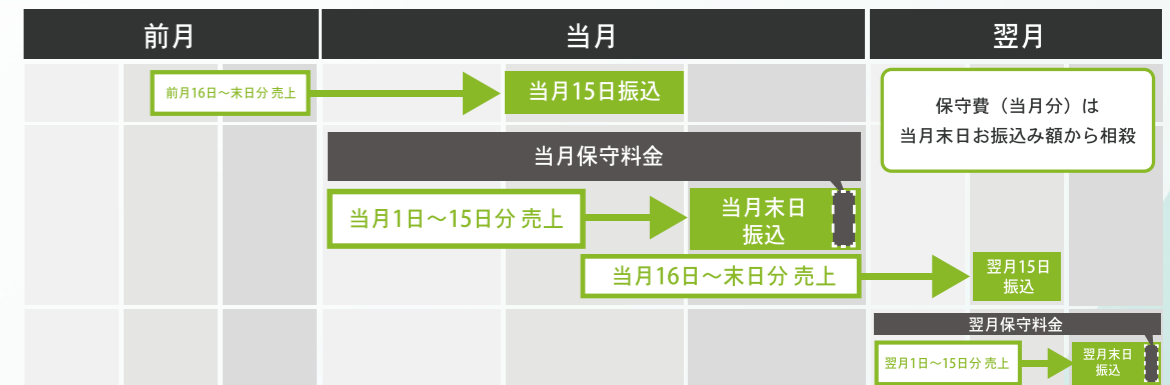 前月
当月
翌月
前月16日〜末日分 売上
当月15日振込
保守費（当月分）は
当月末日お振込み額から相殺
当月保守料金
当月1日〜15日分 売上
当月末日
振込
当月16日〜末日分 売上
翌月15日
振込
翌月保守料金
翌月1日〜15日分 売上
翌月末日
振込